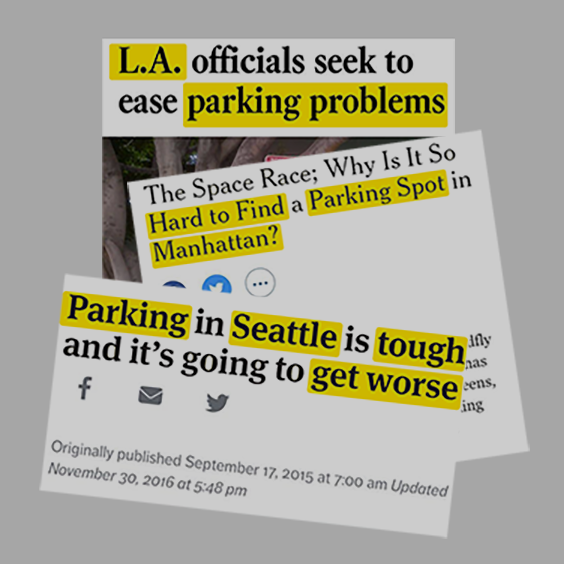 L.A. officials seek to
ease parking problems
The Space Race; Why Is It So
Hard to Find a Parking Spot in
Manhattan?
Parking in Seattle is tough
and it's going to get worse
Originally published September 17, 2015 at 7:00 am Updated
November 30, 2016 at 5:48 pm